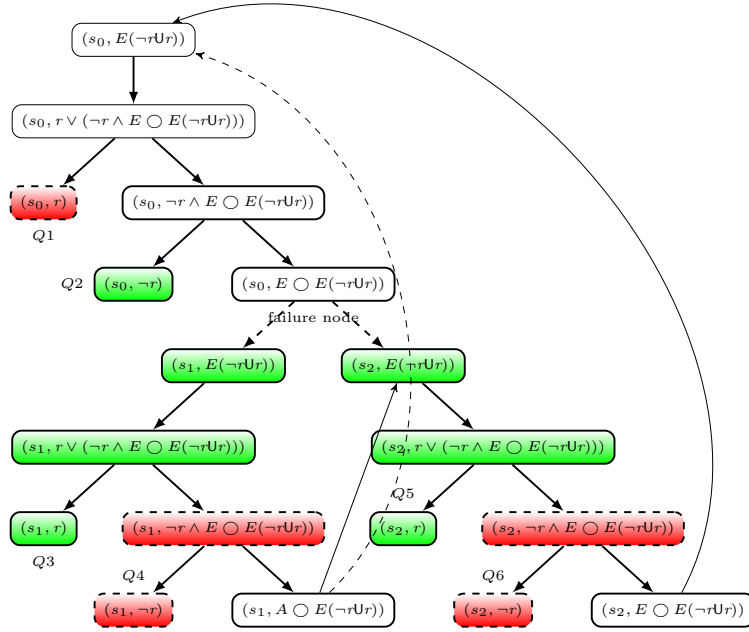 (s₀, E(¬rUr))
(s₀, r ∨ (¬r ∧ E ◯ E(¬rUr)))
(s₀, r)
(s₀, ¬r ∧ E ◯ E(¬rUr))
Q1
Q2
(s₀, ¬r)
(s₀, E ◯ E(¬rUr))
failure node
(s₁, E(¬rUr))
(s₂, E(¬rUr))
(s₁, r ∨ (¬r ∧ E ◯ E(¬rUr)))
(s₂, r ∨ (¬r ∧ E ◯ E(¬rUr)))
Q5
(s₁, r)
(s₁, ¬r ∧ E ◯ E(¬rUr))
(s₂, r)
(s₂, ¬r ∧ E ◯ E(¬rUr))
Q3
Q4
Q6
(s₁, ¬r)
(s₁, A ◯ E(¬rUr))
(s₂, ¬r)
(s₂, E ◯ E(¬rUr))